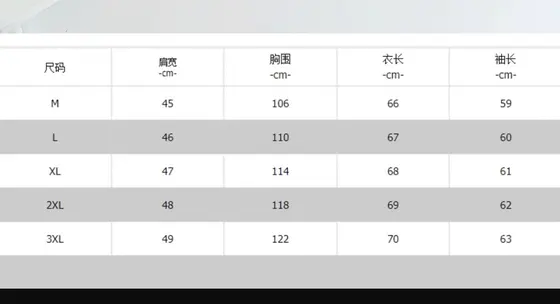 尺码 肩宽 胸围 衣长 袖长
-cm- -cm- -cm- -cm-
M 45 106 66 59
L 46 110 67 60
XL 47 114 68 61
2XL 48 118 69 62
3XL 49 122 70 63